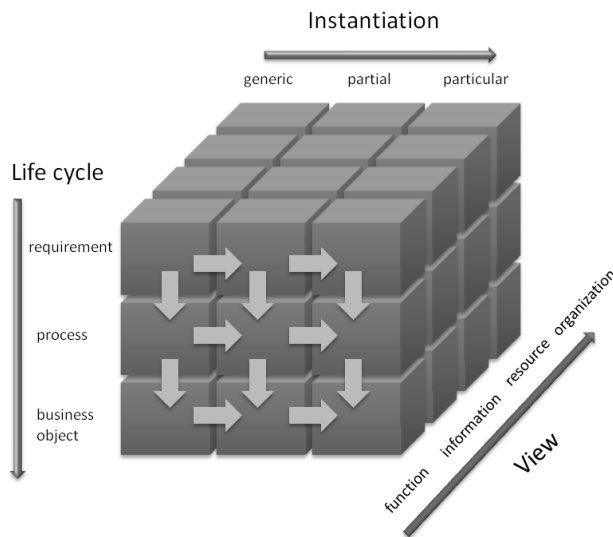 Instantiation
generic partial particular
Life cycle
requirement
process
business
object
function information resource organization
View